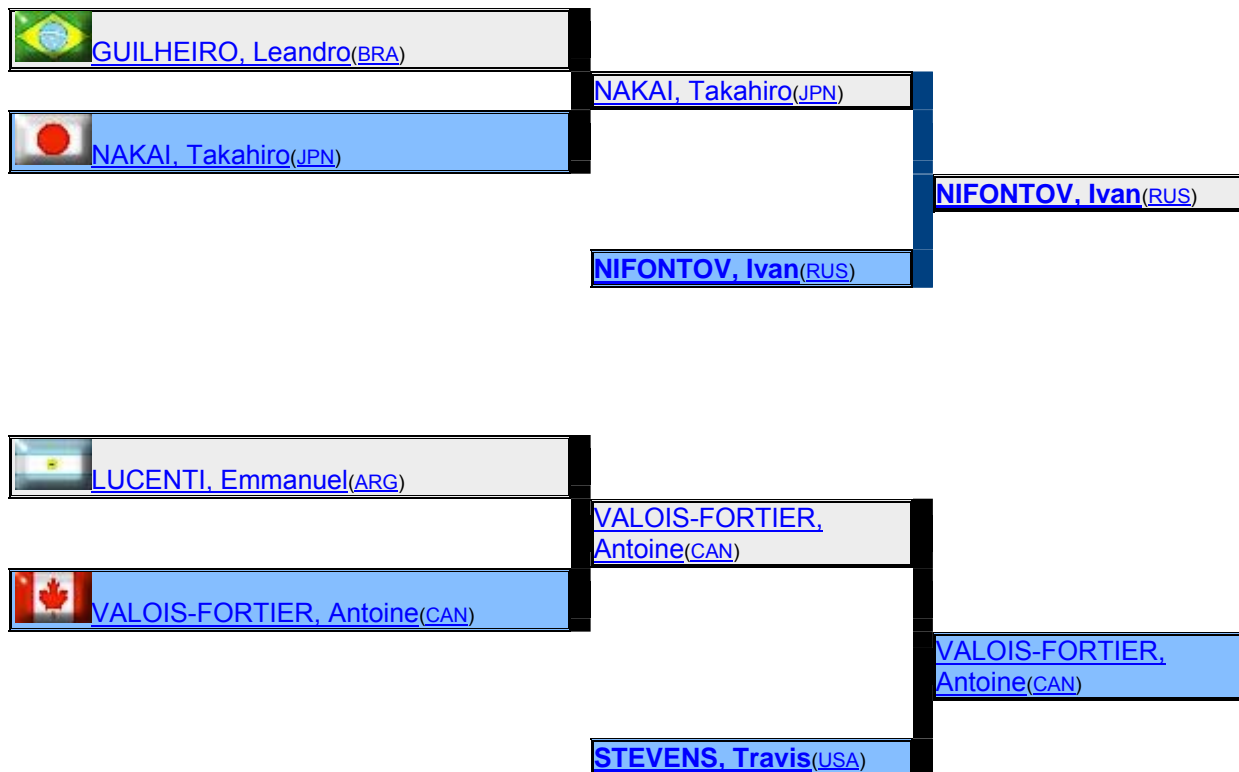 GUILHEIRO, Leandro(BRA)
NAKAI, Takahiro(JPN)
NAKAI, Takahiro(JPN)
NIFONTOV, Ivan(RUS)
NIFONTOV, Ivan(RUS)
LUCENTI, Emmanuel(ARG)
VALOIS-FORTIER,
Antoine(CAN)
VALOIS-FORTIER, Antoine(CAN)
VALOIS-FORTIER,
Antoine(CAN)
STEVENS, Travis(USA)